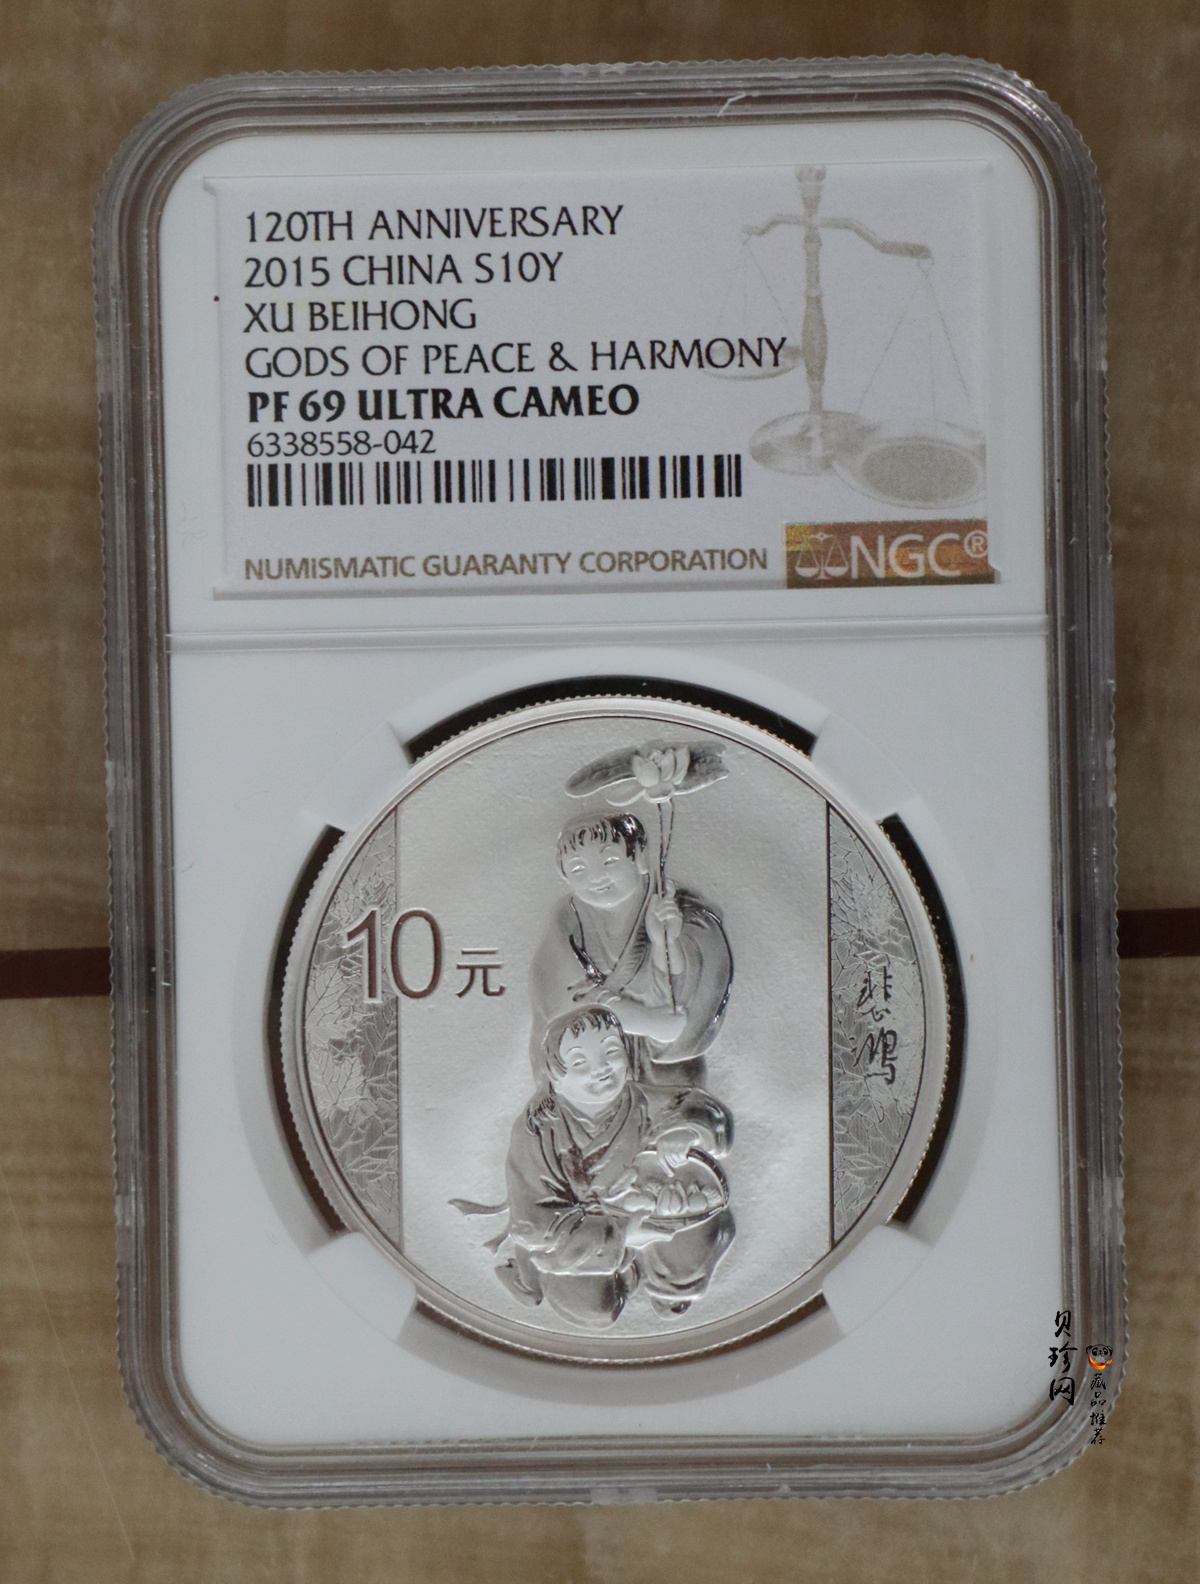 120TH ANNIVERSARY
2015 CHINA S10Y
XU BEIHONG
GODS OF PEACE & HARMONY
PF 69 ULTRA CAMEO
6338558-042
NUMISMATIC GUARANTY CORPORATION
NGC®
10元
悲鸿
贝珍网
藏品推荐